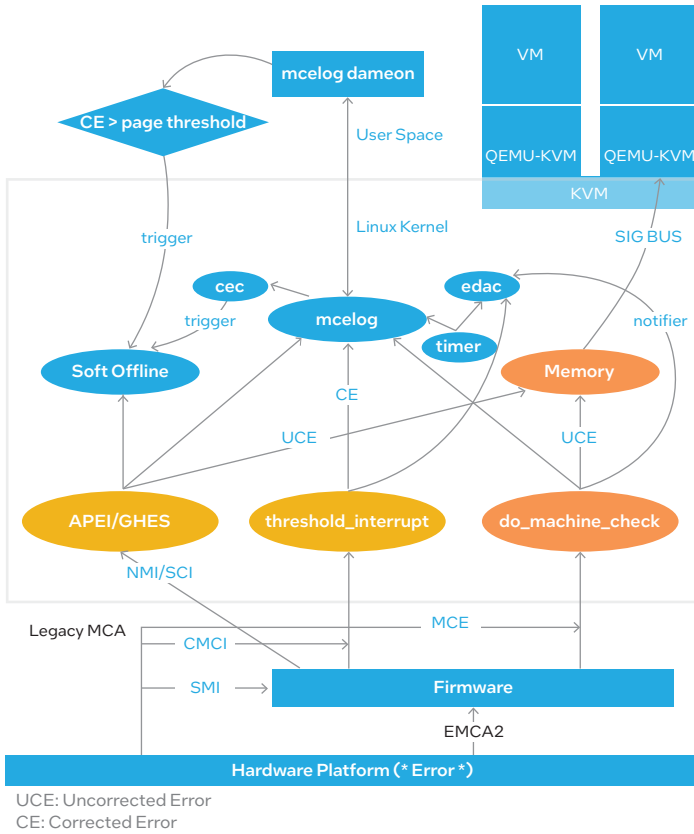 VM
VM
mcelog dameon
CE > page threshold
User Space
QEMU-KVM
QEMU-KVM
KVM
Linux Kernel
trigger
SIG BUS
cec
edac
mcelog
trigger
notifier
timer
Soft Offline
Memory
CE
UCE
UCE
APEI/GHES
threshold_interrupt
do_machine_check
NMI/SCI
Legacy MCA
MCE
CMCI
SMI
Firmware
EMCA2
Hardware Platform (* Error *)
UCE: Uncorrected Error
CE: Corrected Error